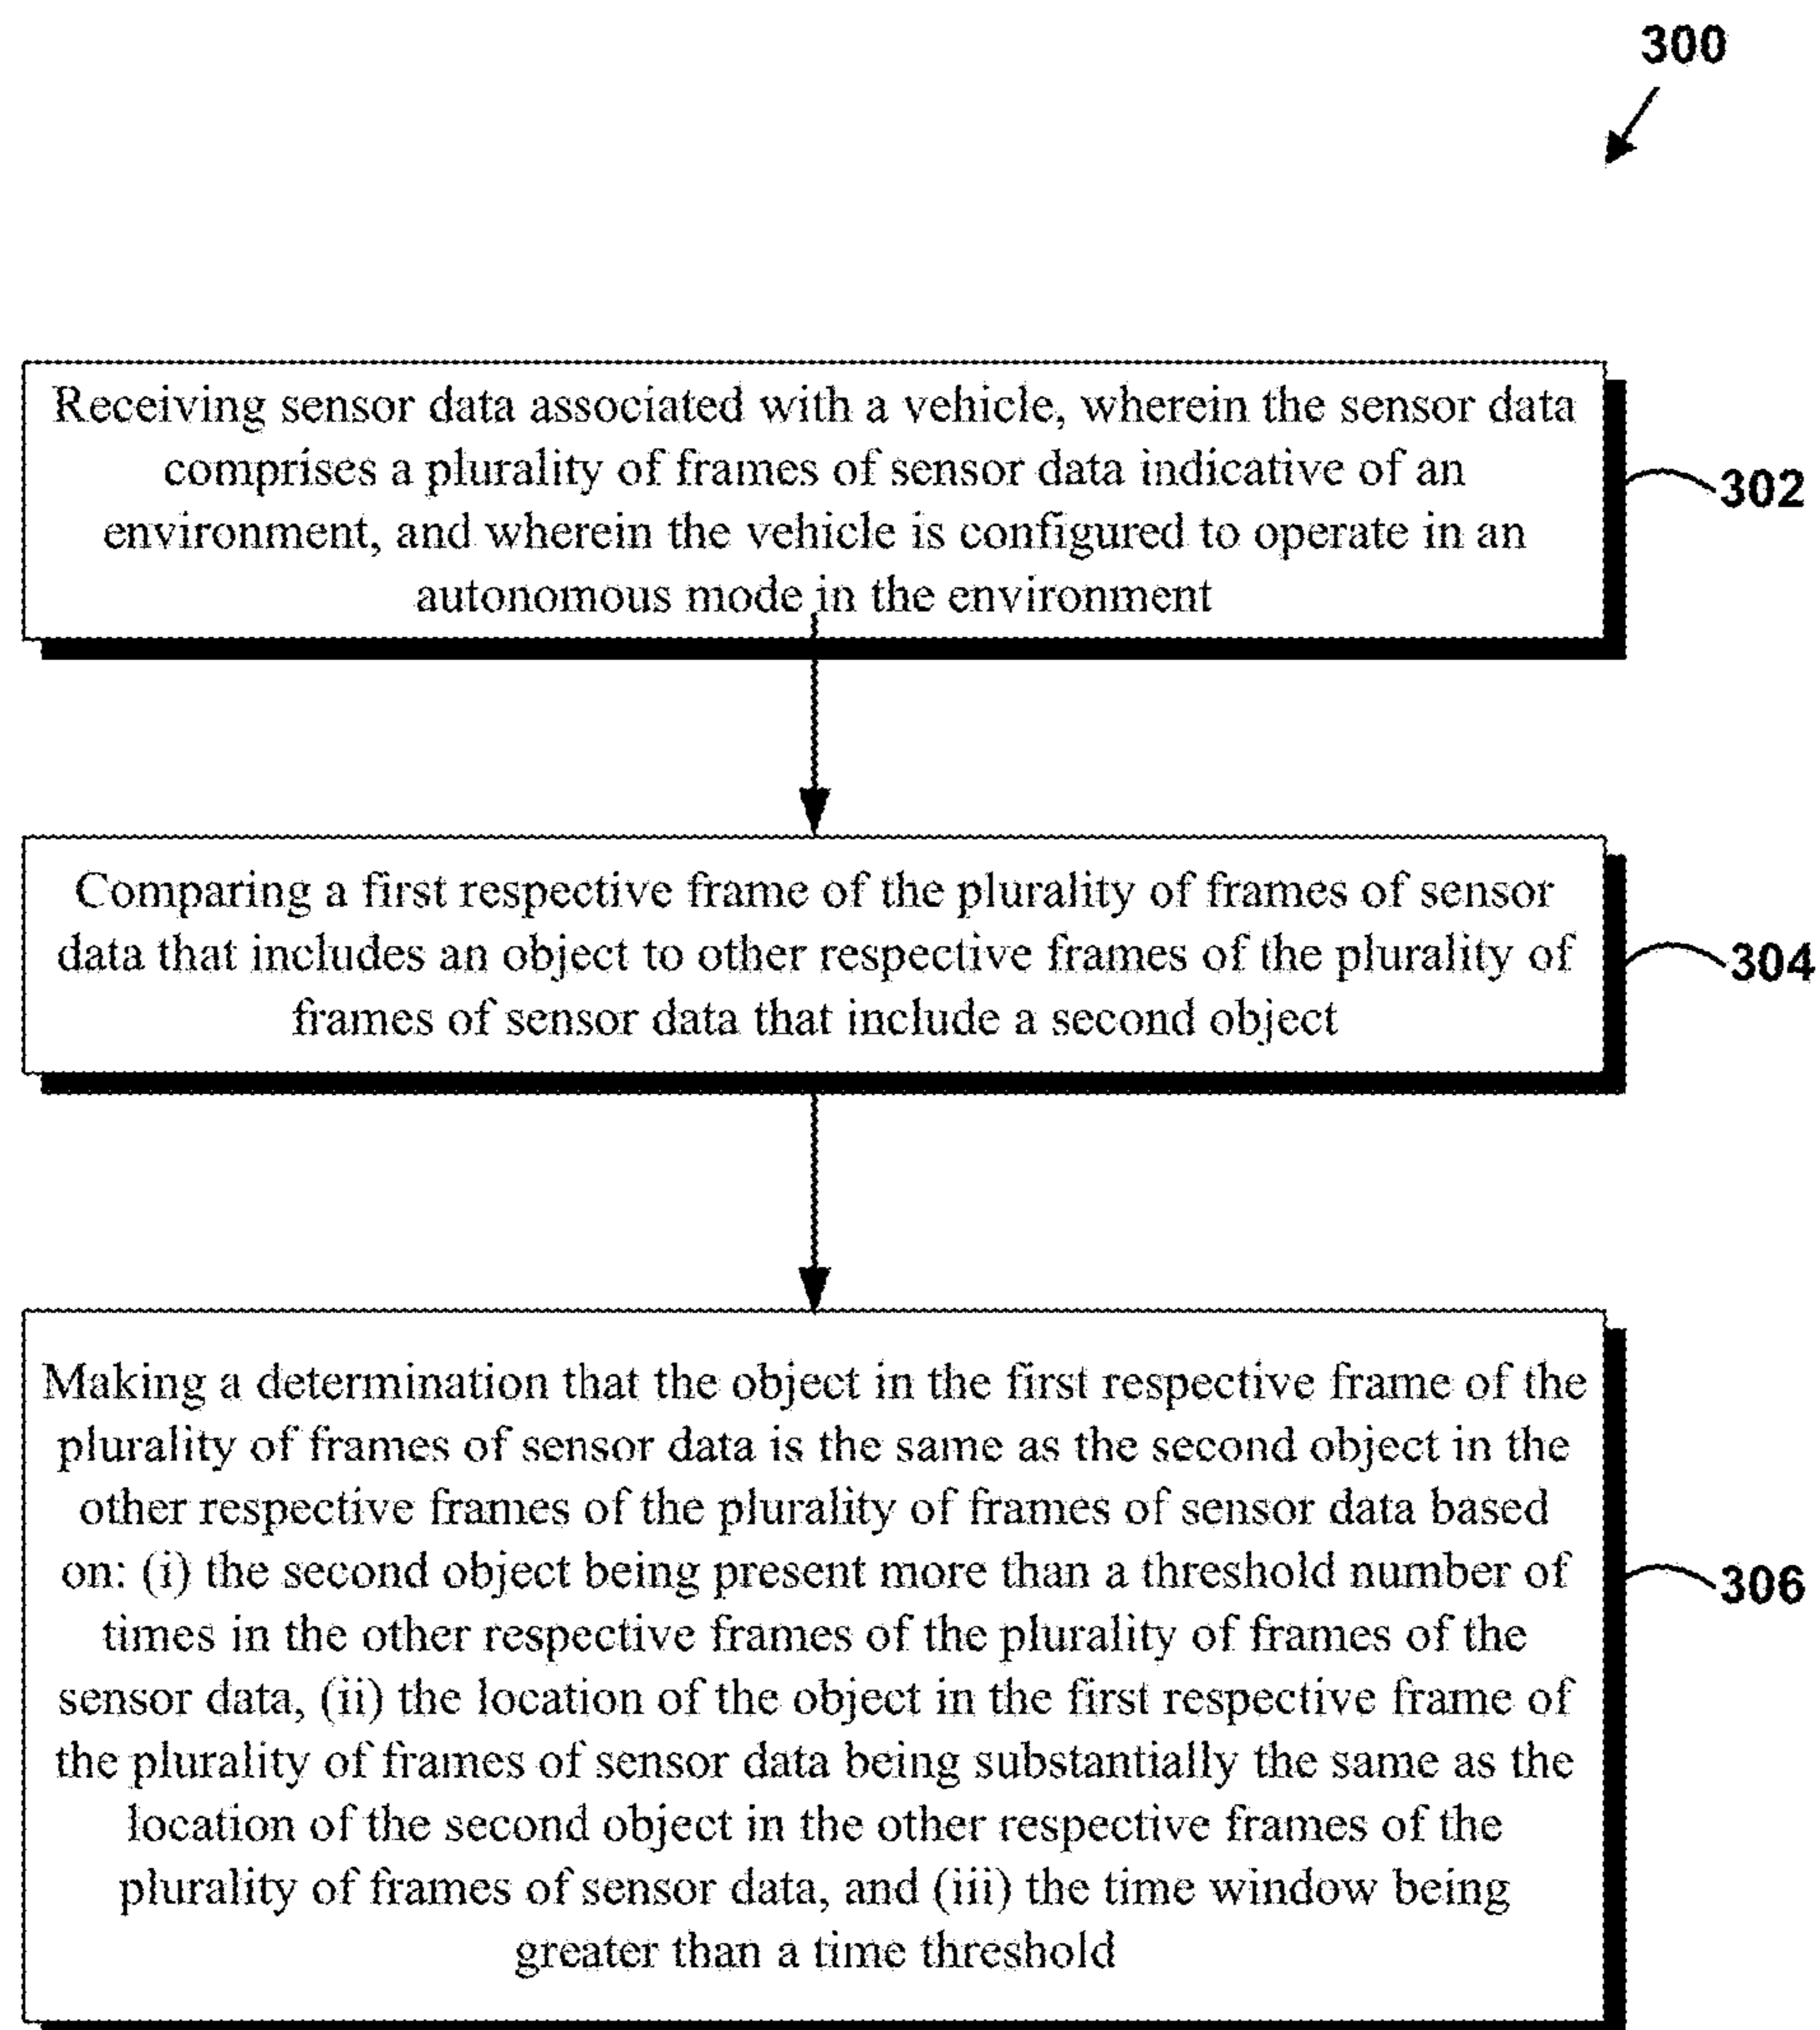 300
Receiving sensor data associated with a vehicle, wherein the sensor data
comprises a plurality of frames of sensor data indicative of an
environment, and wherein the vehicle is configured to operate in an
autonomous mode in the environment
302
Comparing a first respective frame of the plurality of frames of sensor
data that includes an object to other respective frames of the plurality of
frames of sensor data that include a second object
304
Making a determination that the object in the first respective frame of the
plurality of frames of sensor data is the same as the second object in the
other respective frames of the plurality of frames of sensor data based
on: (i) the second object being present more than a threshold number of
times in the other respective frames of the plurality of frames of the
sensor data, (ii) the location of the object in the first respective frame of
the plurality of frames of sensor data being substantially the same as the
location of the second object in the other respective frames of the
plurality of frames of sensor data, and (iii) the time window being
greater than a time threshold
306